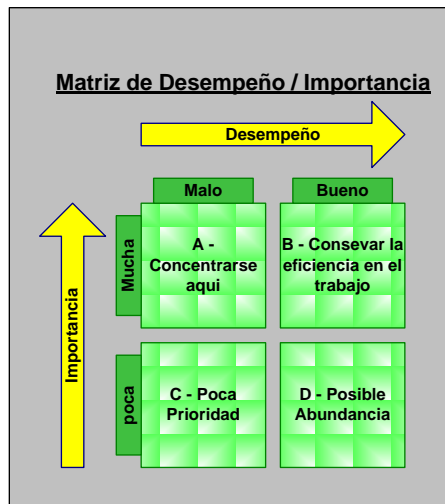 Matriz de Desempeño / Importancia
Desempeño
Malo
Bueno
Importancia
Mucha
A -
Concentrarse
aqui
B - Consevar la
eficiencia en el
trabajo
poca
C - Poca
Prioridad
D - Posible
Abundancia